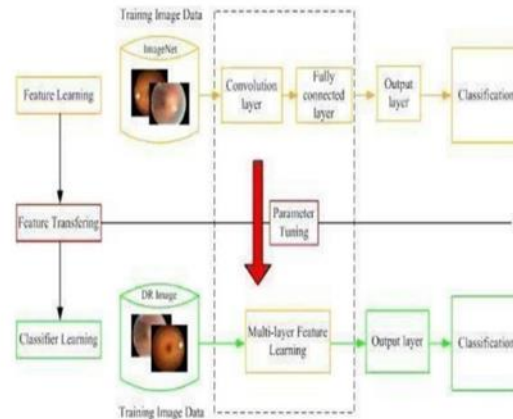 Training Image Data
ImageNet
Feature Learning
Convolution
layer
Fully
connected
layer
Output
layer
Classification
Feature Transfering
Parameter
Tuning
DR Image
Classifier Learning
Multi-layer Feature
Learning
Output layer
Classification
Training Image Data